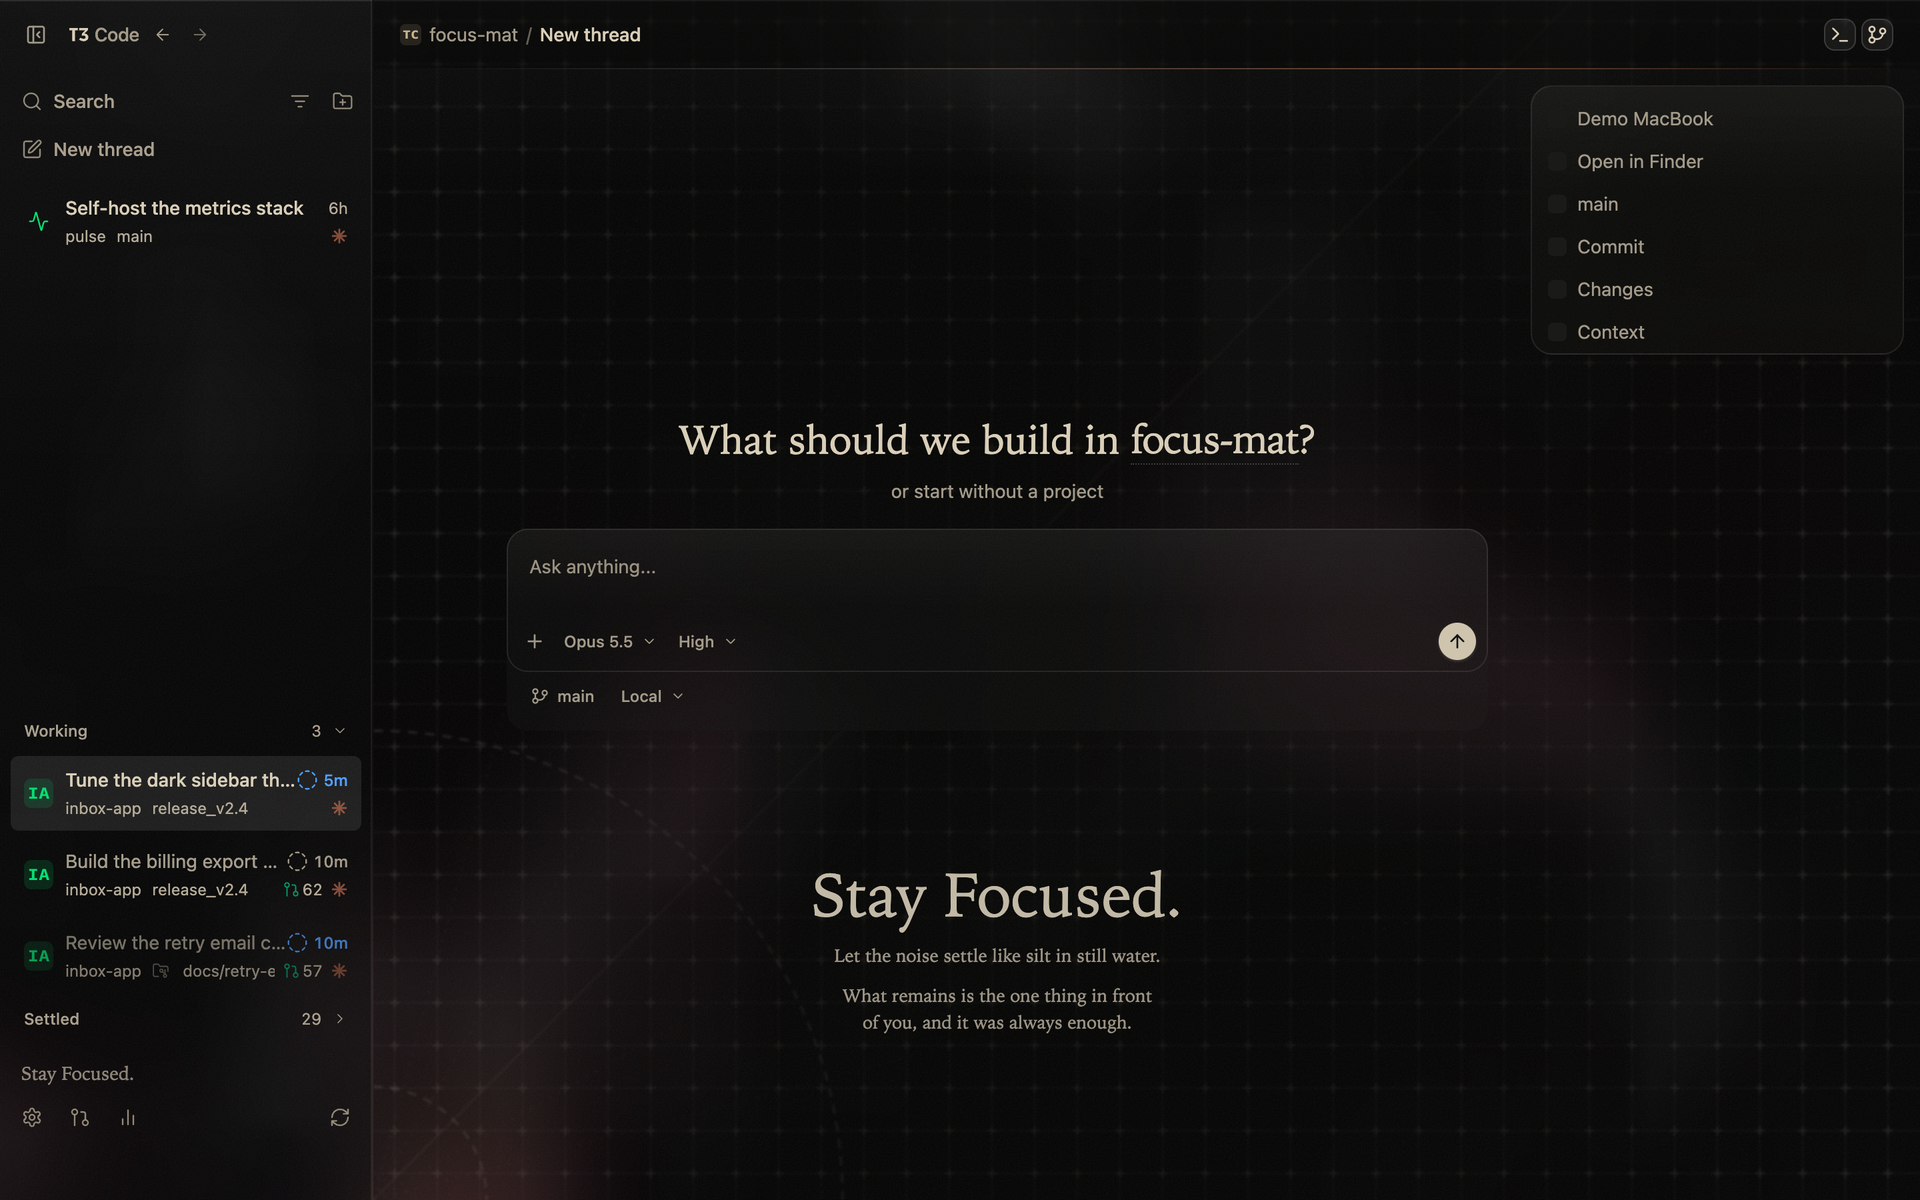 T3 Code
Search
New thread
Self-host the metrics stack 6h
pulse main
Working 3
IA
Tune the dark sidebar th... 5m
inbox-app release_v2.4
IA
Build the billing export ... 10m
inbox-app release_v2.4 62
IA
Review the retry email c... 10m
inbox-app docs/retry-e 57
Settled 29
Stay Focused.
TC focus-mat / New thread
Demo MacBook
Open in Finder
main
Commit
Changes
Context
What should we build in focus-mat?
or start without a project
Ask anything...
Opus 5.5 High
main Local
Stay Focused.
Let the noise settle like silt in still water.
What remains is the one thing in front
of you, and it was always enough.